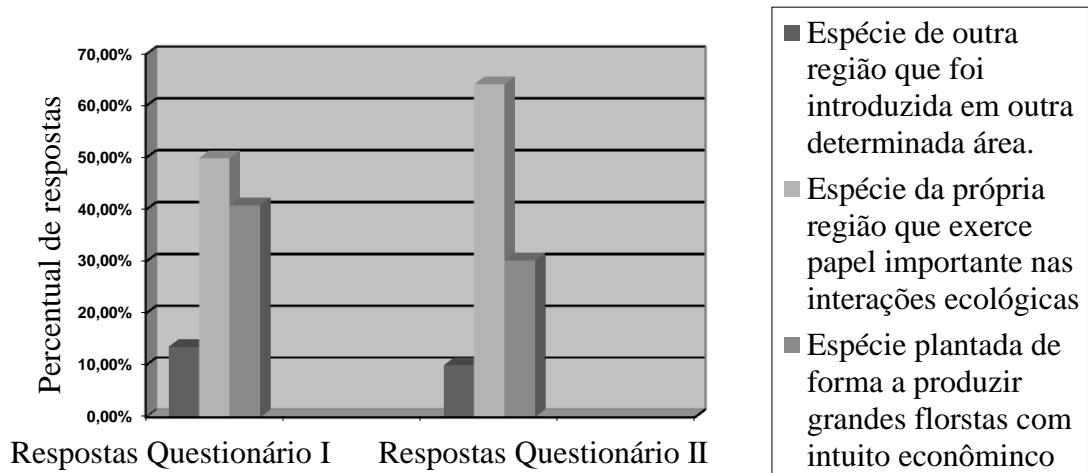 70,00%
60,00%
50,00%
40,00%
30,00%
20,00%
10,00%
0,00%
Percentual de respostas
Respostas Questionário I
Respostas Questionário II
Espécie de outra
região que foi
introduzida em outra
determinada área.
Espécie da própria
região que exerce
papel importante nas
interações ecológicas
Espécie plantada de
forma a produzir
grandes florstas com
intuito econôminco